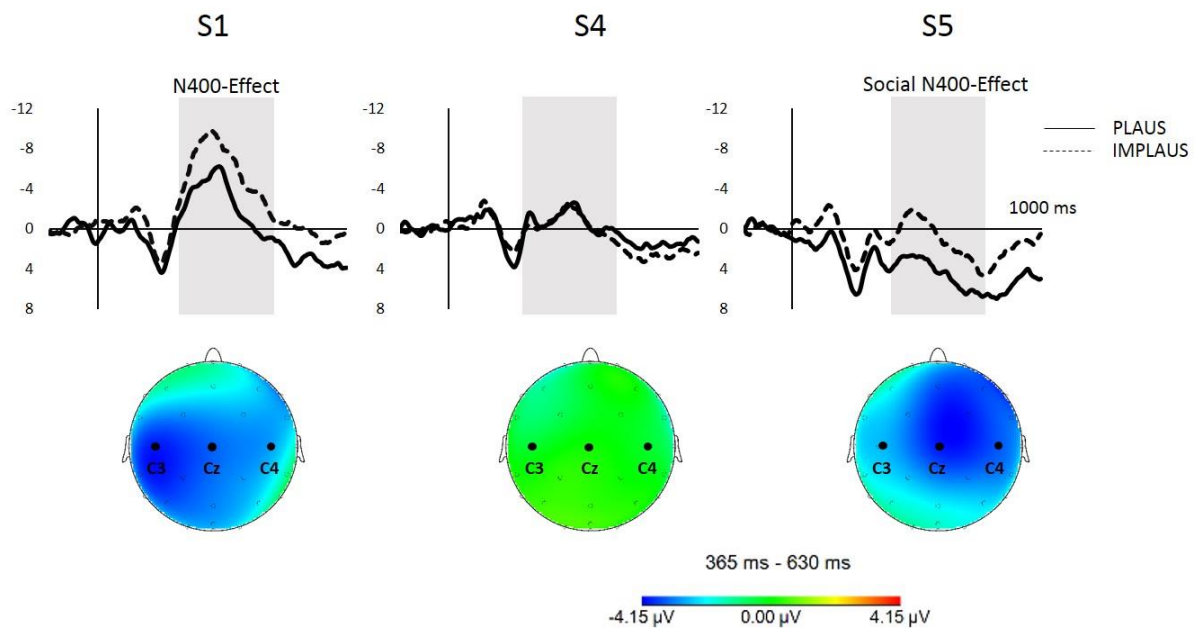 S1 S4 S5
N400-Effect Social N400-Effect
-12 -12 -12
PLAUS
-8 -8 -8
IMPLAUS
-4 -4 -4
1000 ms
0 0 0
4 4 4
8 8 8
C3 Cz C4 C3 Cz C4 C3 Cz C4
365 ms - 630 ms
-4.15 µV 0.00 µV 4.15 µV